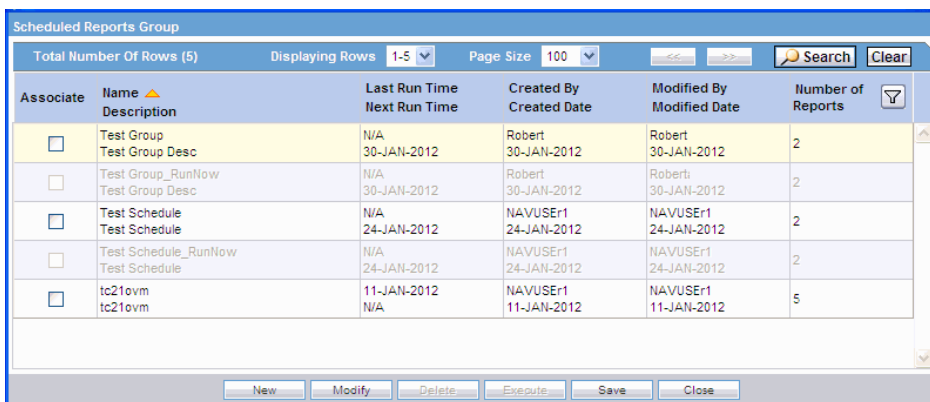 Scheduled Reports Group
Total Number Of Rows (5) Displaying Rows 1-5 Page Size 100 << >> Search Clear
Associate Name Description Last Run Time Next Run Time Created By Created Date Modified By Modified Date Number of Reports
Test Group N/A Robert Robert 2
Test Group Desc 30-JAN-2012 30-JAN-2012 30-JAN-2012
Test Group_RunNow N/A Robert Robert 2
Test Group Desc 30-JAN-2012 30-JAN-2012 30-JAN-2012
Test Schedule N/A NAVUSEr1 NAVUSEr1 2
Test Schedule 24-JAN-2012 24-JAN-2012 24-JAN-2012
Test Schedule_RunNow N/A NAVUSEr1 NAVUSEr1 2
Test Schedule 24-JAN-2012 24-JAN-2012 24-JAN-2012
tc21ovm 11-JAN-2012 NAVUSEr1 NAVUSEr1 5
tc21ovm N/A 11-JAN-2012 11-JAN-2012
New Modify Delete Execute Save Close